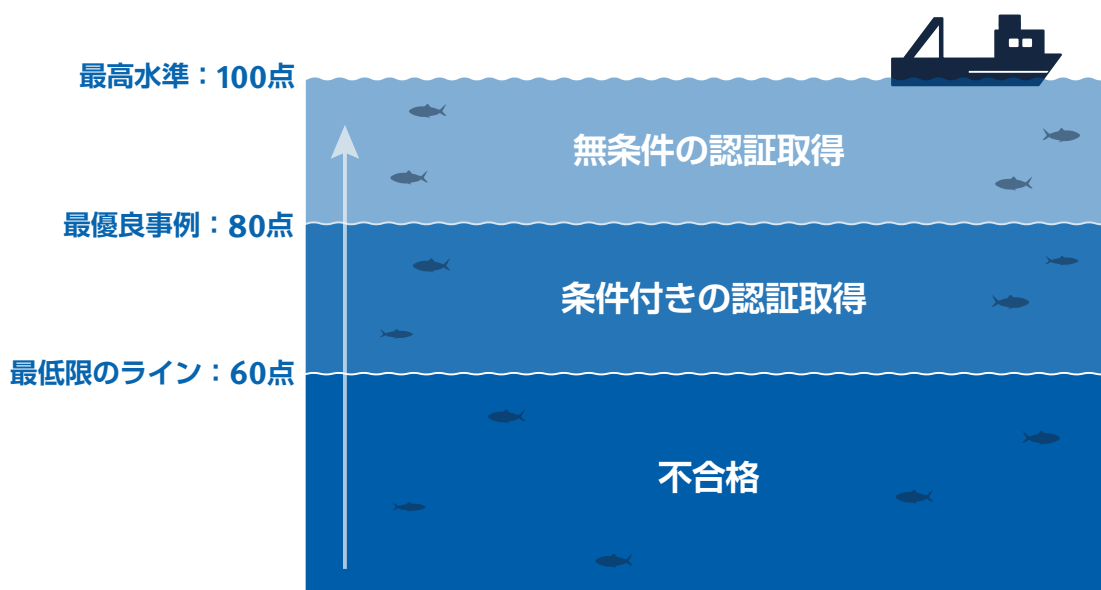 最高水準：100点
無条件の認証取得
最優良事例：80点
条件付きの認証取得
最低限のライン：60点
不合格